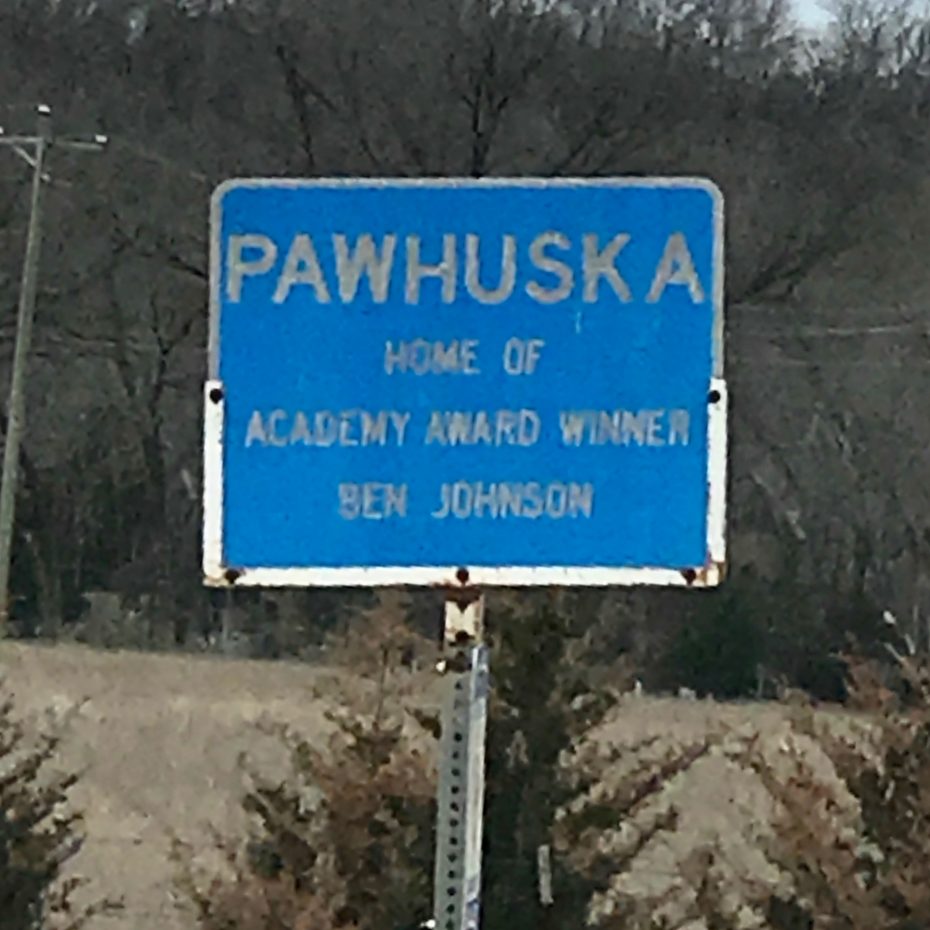 PAWHUSKA
HOME OF
ACADEMY AWARD WINNER
BEN JOHNSON